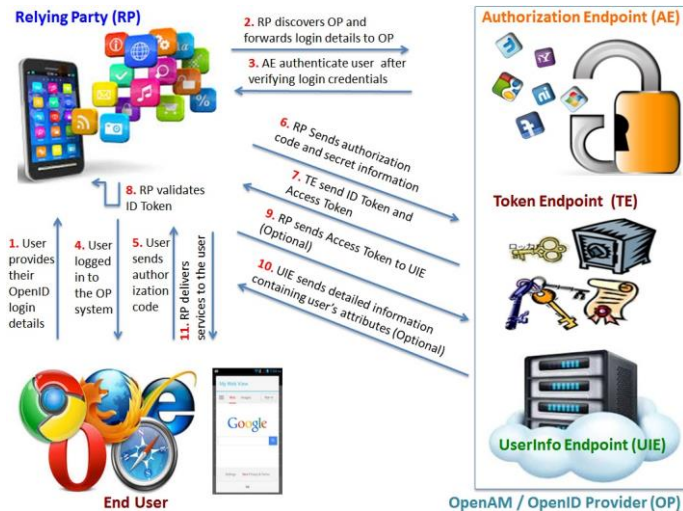 Relying Party (RP)
2. RP discovers OP and
forwards login details to OP
3. AE authenticate user after
verifying login credentials
Authorization Endpoint (AE)
6. RP Sends authorization
code and secret information
7. TE send ID Token and
Access Token
8. RP validates
ID Token
9. RP sends Access Token to UIE
(Optional)
10. UIE sends detailed information
containing user's attributes (Optional)
Token Endpoint (TE)
1. User
provides
their
OpenID
login
details
4. User
logged
in to
the OP
system
5. User
sends
author
ization
code
11. RP delivers
services to the user
My Web View
Google
End User
UserInfo Endpoint (UIE)
OpenAM / OpenID Provider (OP)